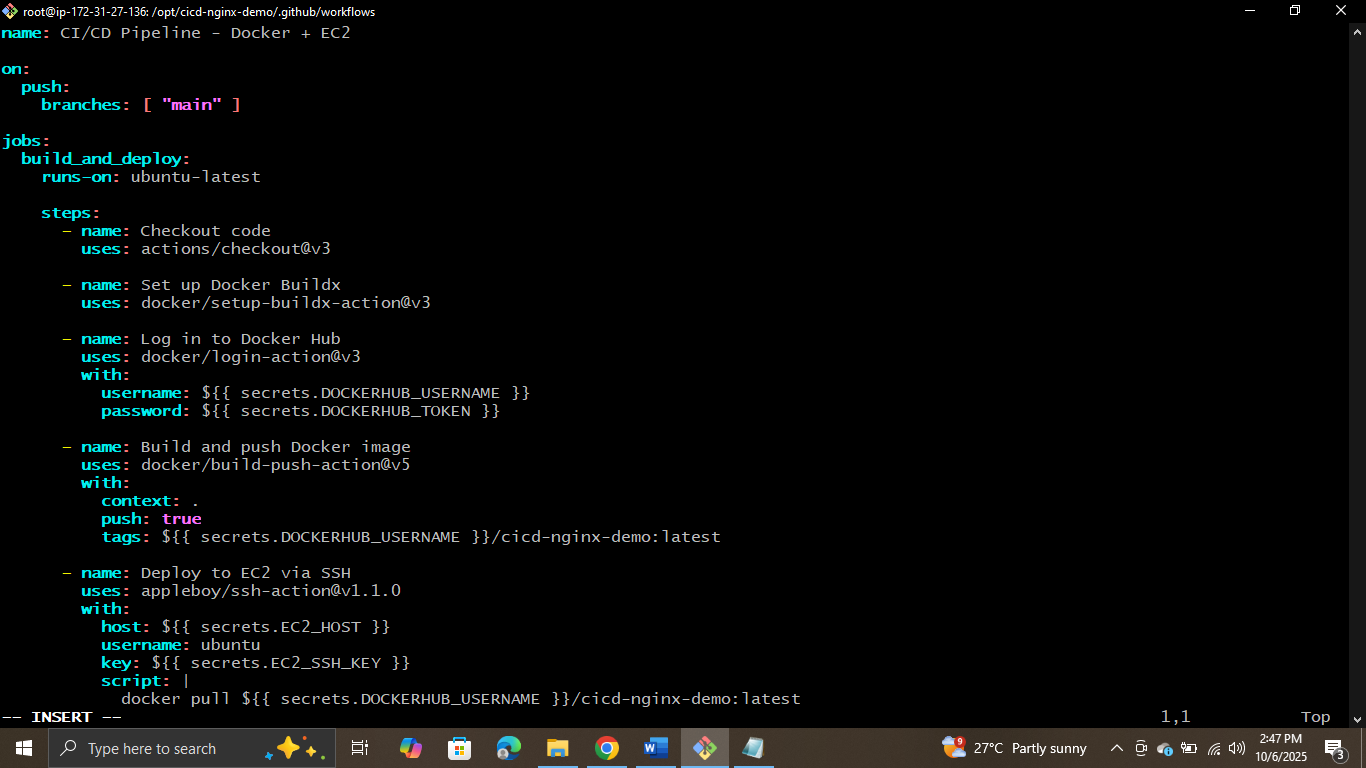 root@ip-172-31-27-136: /opt/cicd-nginx-demo/.github/workflows
name: CI/CD Pipeline - Docker + EC2
on:
  push:
    branches: [ "main" ]
jobs:
  build_and_deploy:
    runs-on: ubuntu-latest
    steps:
      - name: Checkout code
        uses: actions/checkout@v3
      - name: Set up Docker Buildx
        uses: docker/setup-buildx-action@v3
      - name: Log in to Docker Hub
        uses: docker/login-action@v3
        with:
          username: ${{ secrets.DOCKERHUB_USERNAME }}
          password: ${{ secrets.DOCKERHUB_TOKEN }}
      - name: Build and push Docker image
        uses: docker/build-push-action@v5
        with:
          context: .
          push: true
          tags: ${{ secrets.DOCKERHUB_USERNAME }}/cicd-nginx-demo:latest
      - name: Deploy to EC2 via SSH
        uses: appleboy/ssh-action@v1.1.0
        with:
          host: ${{ secrets.EC2_HOST }}
          username: ubuntu
          key: ${{ secrets.EC2_SSH_KEY }}
          script: |
            docker pull ${{ secrets.DOCKERHUB_USERNAME }}/cicd-nginx-demo:latest
-- INSERT -- 1,1 Top
Type here to search
9
27°C Partly sunny
2:47 PM
10/6/2025
3